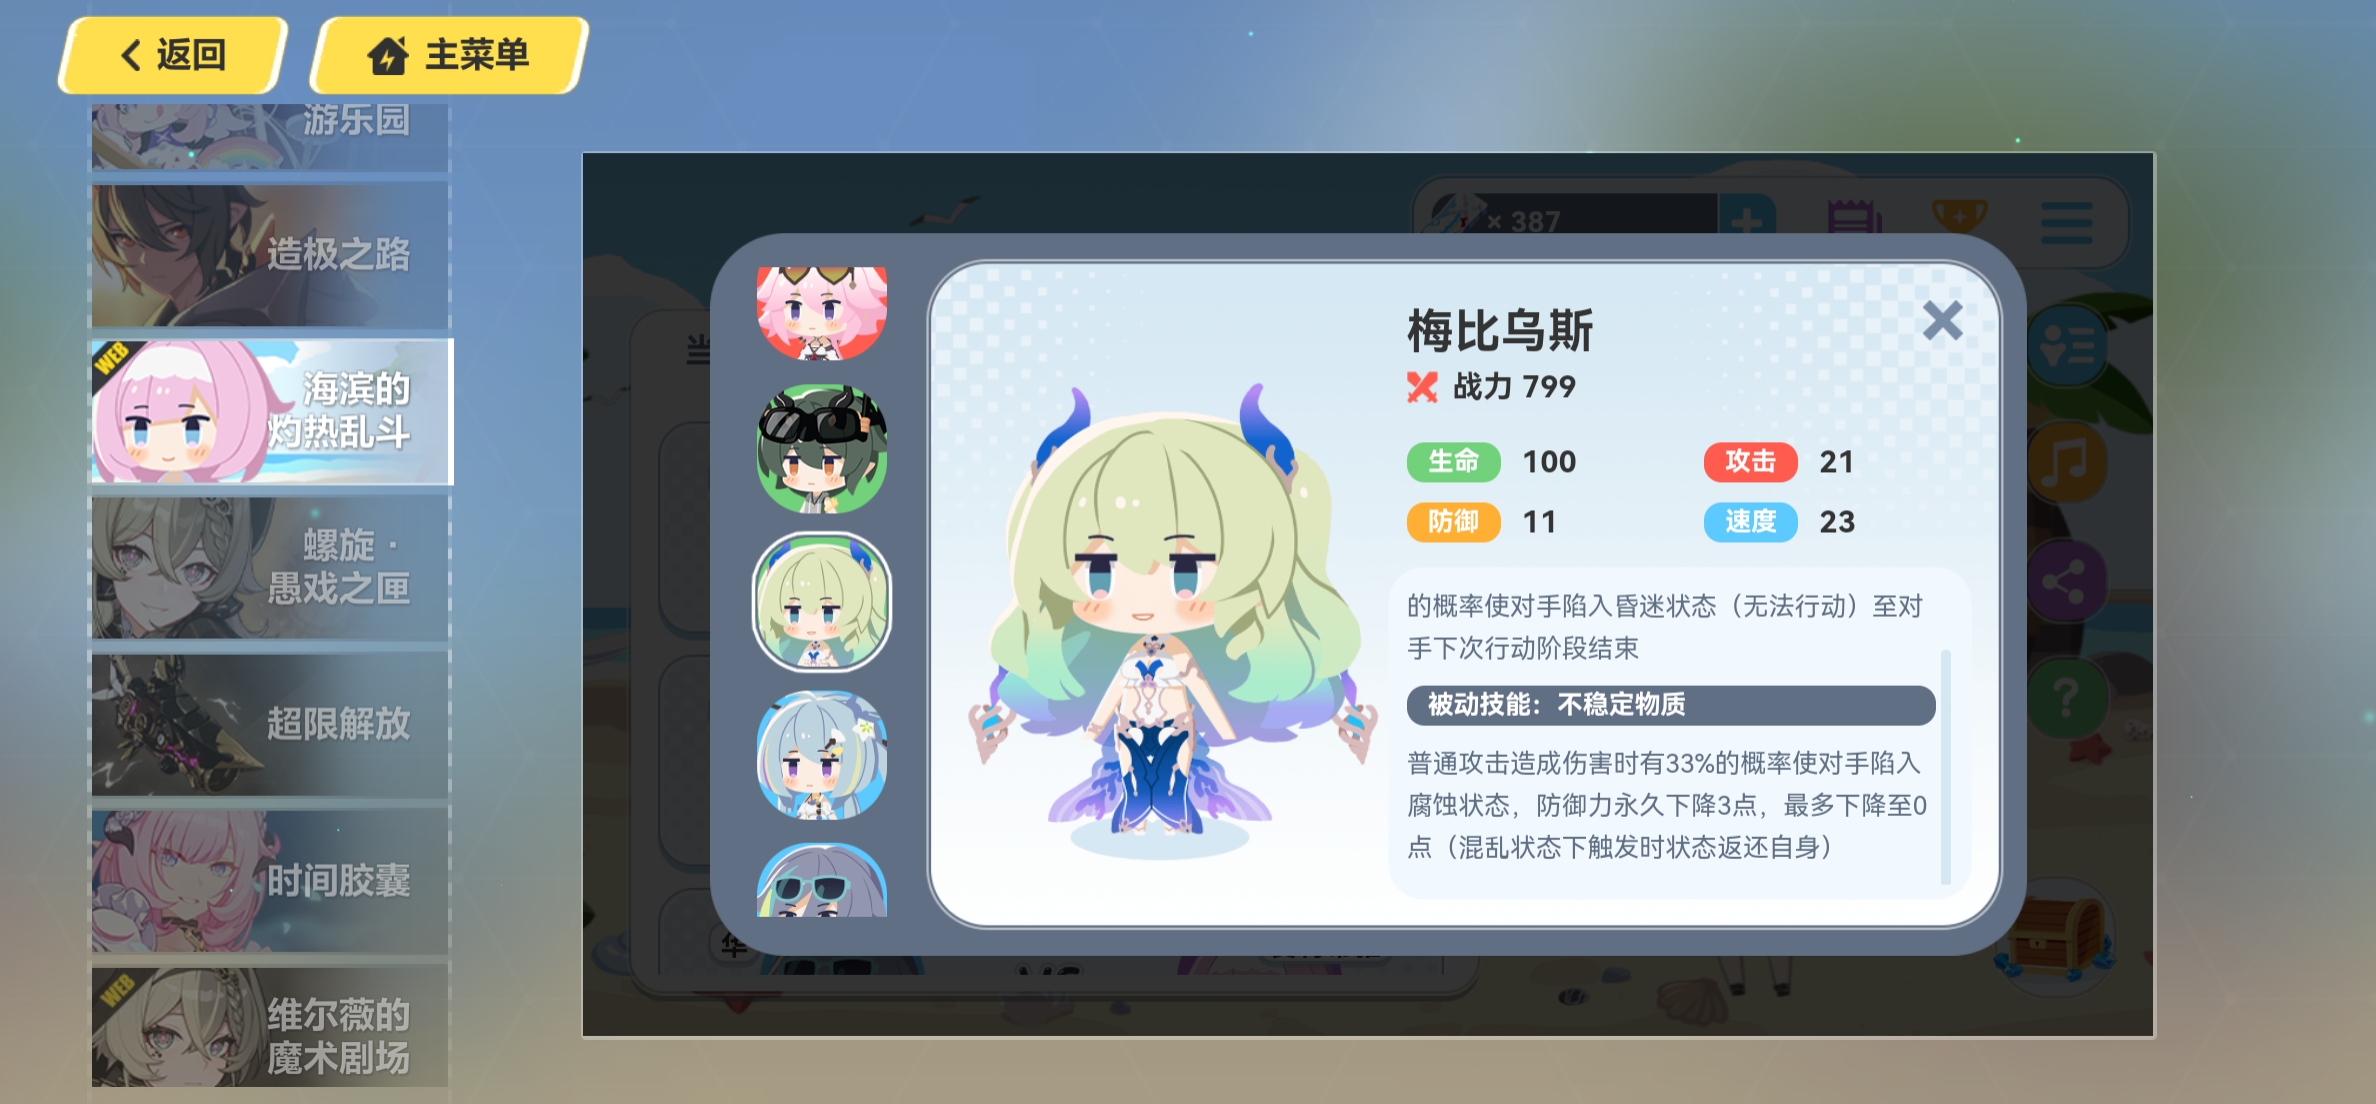 返回
主菜单
游乐园
造极之路
WEB
海滨的
灼热乱斗
螺旋·
愚戏之匣
超限解放
时间胶囊
WEB
维尔薇的
魔术剧场
× 387
当
梅比乌斯
战力 799
生命 100
攻击 21
防御 11
速度 23
的概率使对手陷入昏迷状态（无法行动）至对
手下次行动阶段结束
被动技能：不稳定物质
普通攻击造成伤害时有33%的概率使对手陷入
腐蚀状态，防御力永久下降3点，最多下降至0
点（混乱状态下触发时状态返还自身）
华